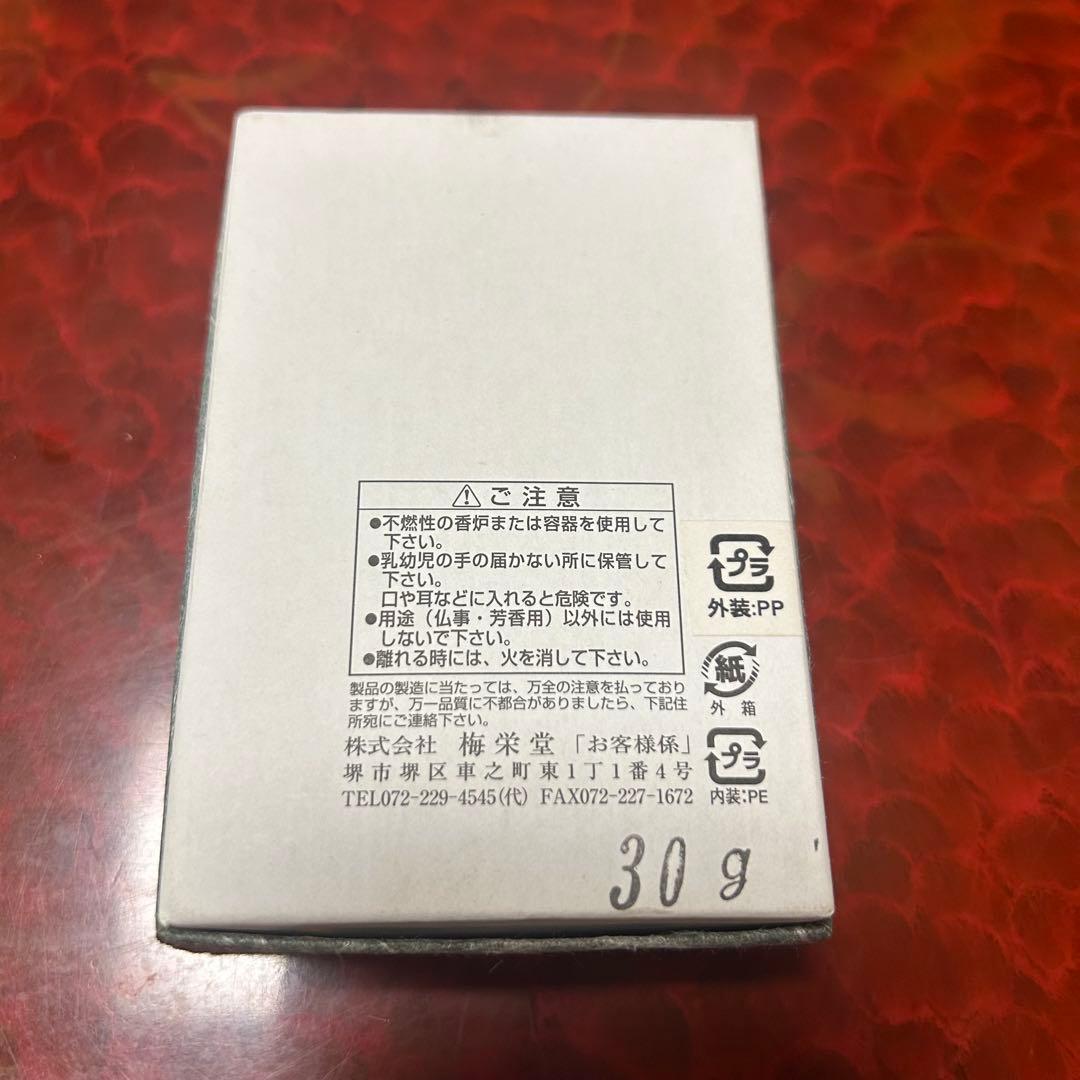 ⚠ご注意
●不燃性の香炉または容器を使用して
下さい。
●乳幼児の手の届かない所に保管して
下さい。
口や耳などに入れると危険です。
●用途（仏事・芳香用）以外には使用
しないで下さい。
●離れる時には、火を消して下さい。
製品の製造に当たっては、万全の注意を払っており
ますが、万一品質に不都合がありましたら、下記住
所宛にご連絡下さい。
株式会社 梅栄堂「お客様係」
堺市堺区車之町東1丁1番4号
TEL072-229-4545(代) FAX072-227-1672
プラ
外装:PP
紙
外箱
プラ
内装:PE
30g